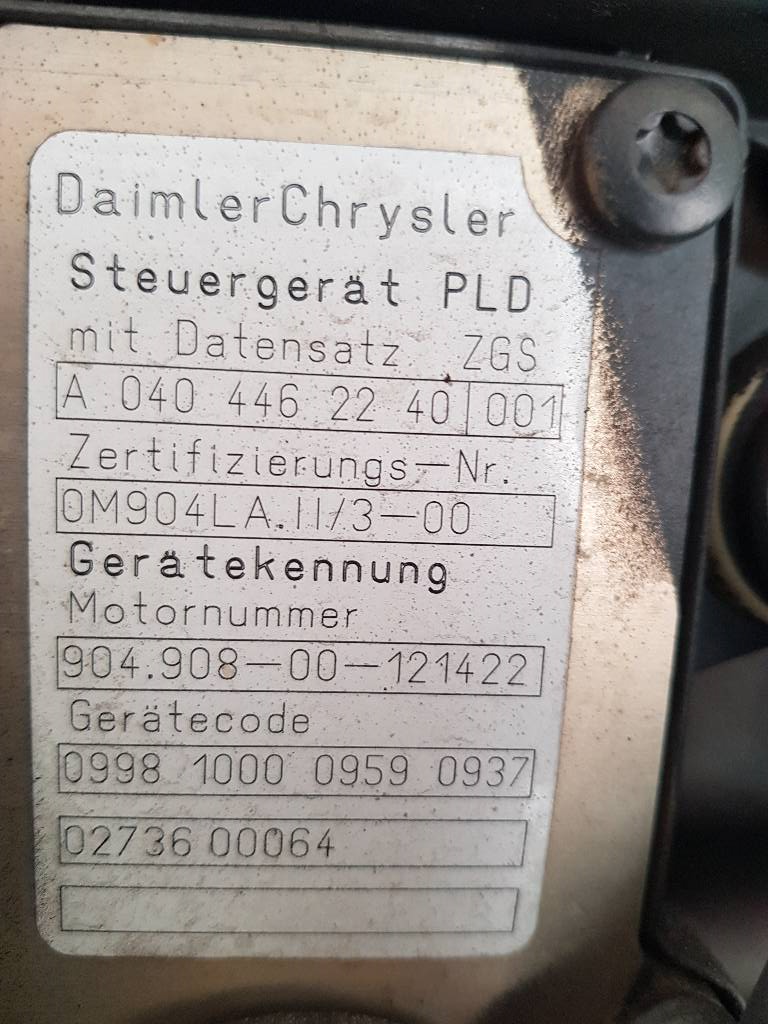 DaimlerChrysler
Steuergerät PLD
mit Datensatz ZGS
A 040 446 22 40 001
Zertifizierungs-Nr.
OM904LA.II/3-00
Gerätekennung
Motornummer
904.908-00-121422
Gerätecode
0998 1000 0959 0937
02736 00064